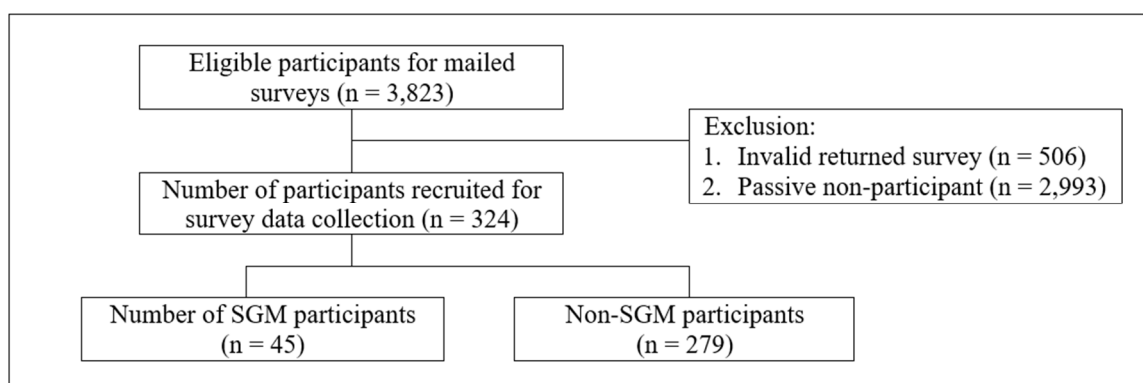 Eligible participants for mailed
surveys (n = 3,823)
Exclusion:
1. Invalid returned survey (n = 506)
2. Passive non-participant (n = 2,993)
Number of participants recruited for
survey data collection (n = 324)
Number of SGM participants
(n = 45)
Non-SGM participants
(n = 279)